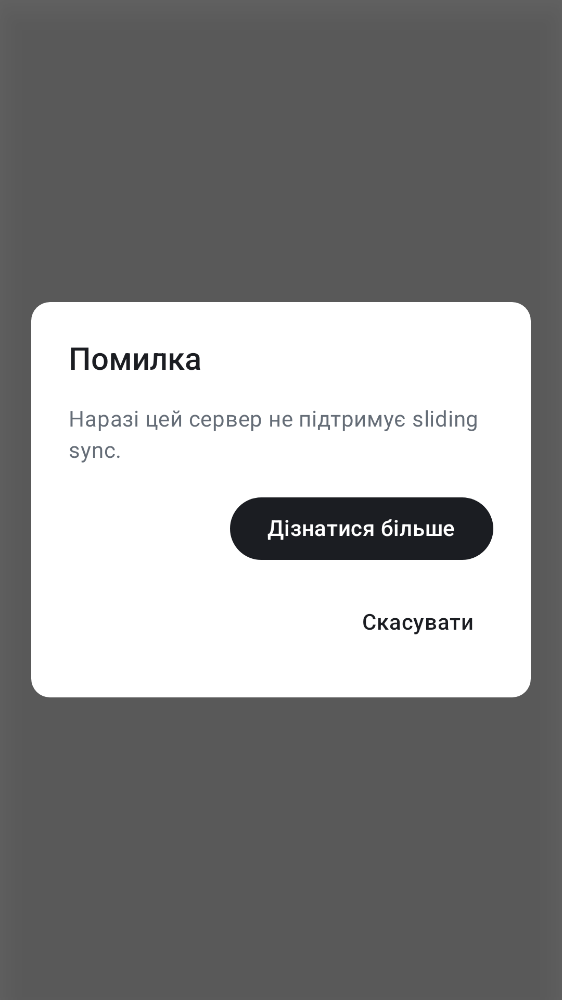 Помилка
Наразі цей сервер не підтримує sliding
sync.
Дізнатися більше
Скасувати